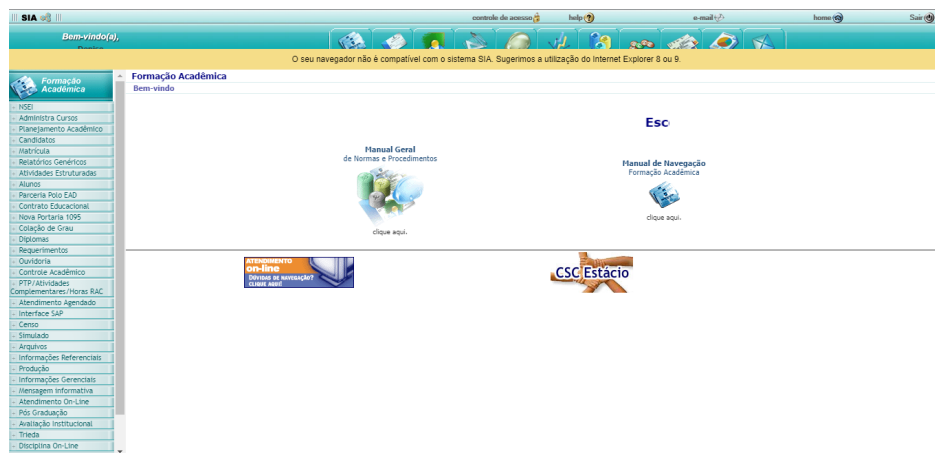 SIA
controle de acesso
help
e-mail
home
Sair
Bem-vindo(a),
O seu navegador não é compatível com o sistema SIA. Sugerimos a utilização do Internet Explorer 8 ou 9.
Formação
Acadêmica
Formação Acadêmica
Bem-vindo
- NSEI
- Administra Cursos
- Planejamento Acadêmico
- Candidatos
- Matrícula
- Relatórios Genéricos
- Atividades Estruturadas
- Alunos
- Parceria Polo EAD
- Contrato Educacional
- Nova Portaria 1095
- Colação de Grau
- Diplomas
- Requerimentos
- Ouvidoria
- Controle Acadêmico
- PTP/Atividades
Complementares/Horas RAC
- Atendimento Agendado
- Interface SAP
- Censo
- Simulado
- Arquivos
- Informações Referenciais
- Produção
- Informações Gerenciais
- Mensagem Informativa
- Atendimento On-Line
- Pós Graduação
- Avaliação Institucional
- Trieda
- Disciplina On-Line
Esc
Manual Geral
de Normas e Procedimentos
clique aqui.
Manual de Navegação
Formação Acadêmica
clique aqui.
ATENDIMENTO
on-line
DÚVIDAS DE NAVEGAÇÃO?
CLIQUE AQUI!
CSC Estácio